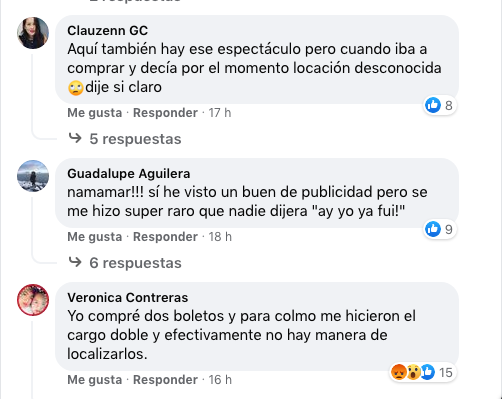 Clauzenn GC
Aquí también hay ese espectáculo pero cuando iba a
comprar y decía por el momento locación desconocida
🙄dije si claro
Me gusta · Responder · 17 h
8
5 respuestas
Guadalupe Aguilera
namamar!!! sí he visto un buen de publicidad pero se
me hizo super raro que nadie dijera "ay yo ya fui!"
Me gusta · Responder · 18 h
9
6 respuestas
Veronica Contreras
Yo compré dos boletos y para colmo me hicieron el
cargo doble y efectivamente no hay manera de
localizarlos.
Me gusta · Responder · 16 h
15